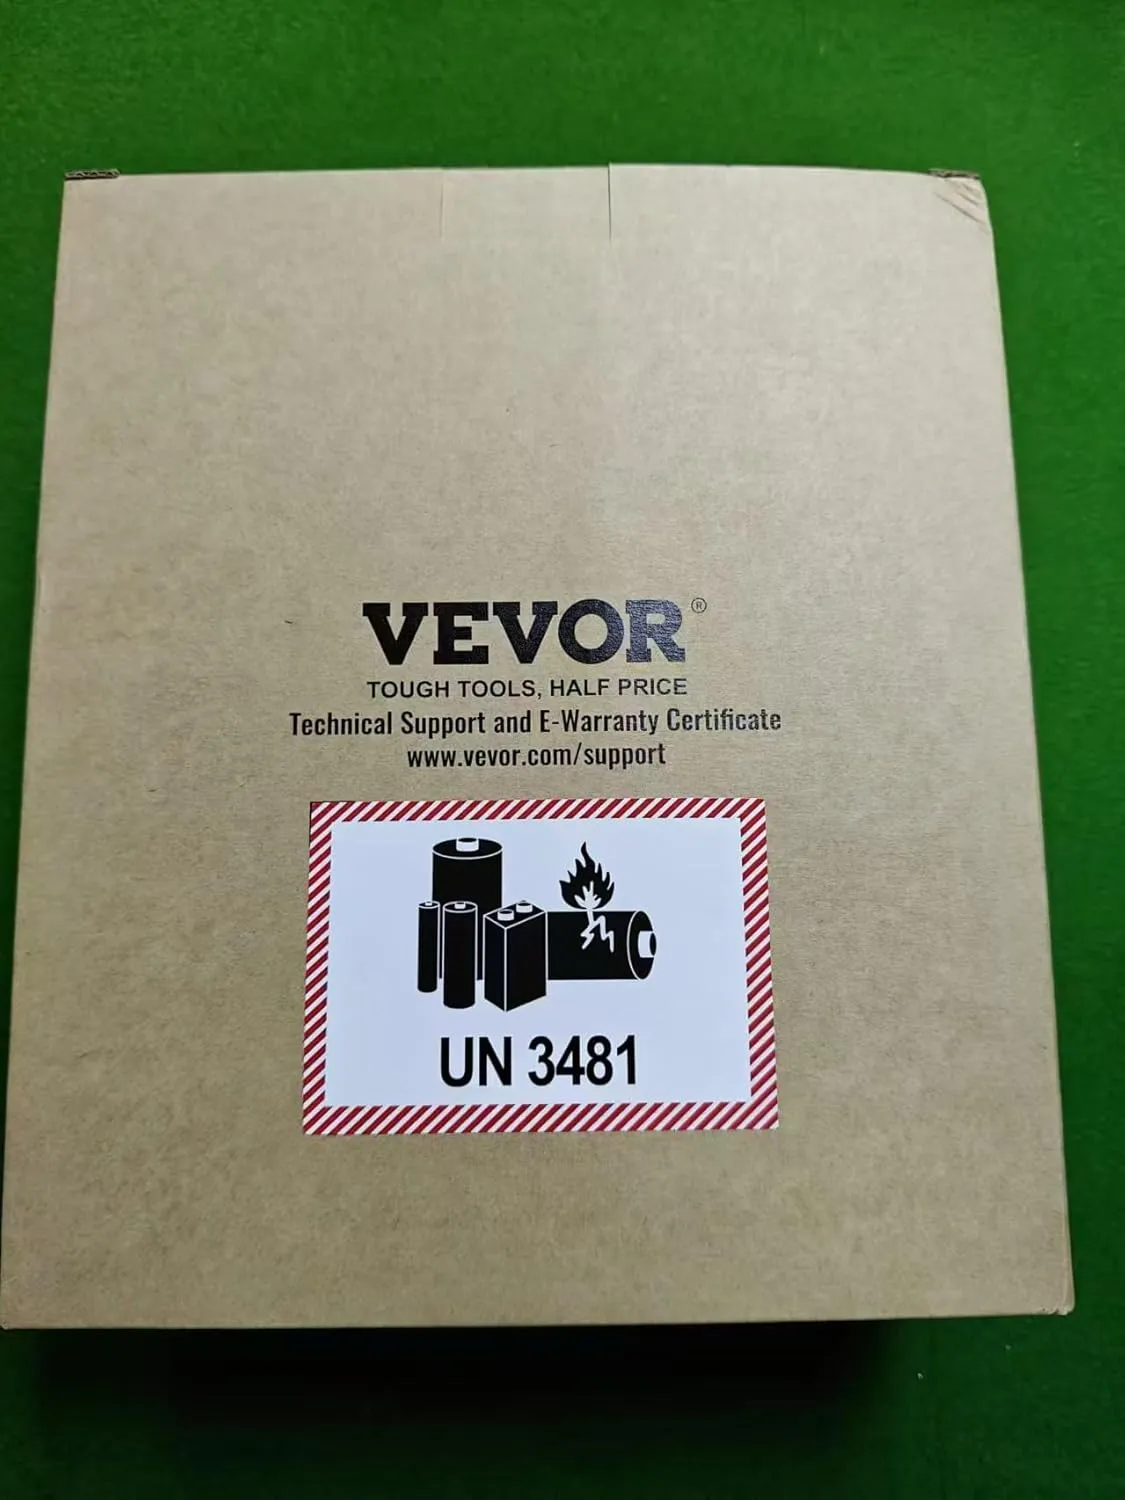 VEVOR®
TOUGH TOOLS, HALF PRICE
Technical Support and E-Warranty Certificate
www.vevor.com/support
UN 3481